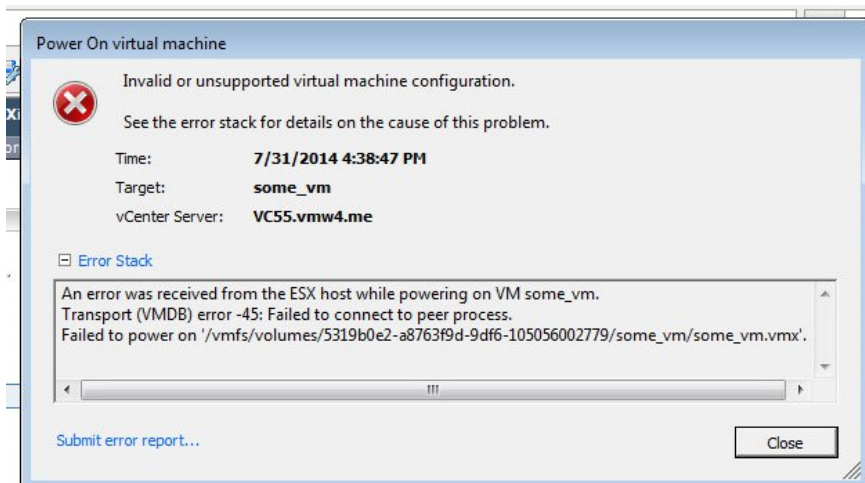 Power On virtual machine
Invalid or unsupported virtual machine configuration.
See the error stack for details on the cause of this problem.
Time: 7/31/2014 4:38:47 PM
Target: some_vm
vCenter Server: VC55.vmw4.me
Error Stack
An error was received from the ESX host while powering on VM some_vm.
Transport (VMDB) error -45: Failed to connect to peer process.
Failed to power on '/vmfs/volumes/5319b0e2-a8763f9d-9df6-105056002779/some_vm/some_vm.vmx'.
Submit error report...
Close